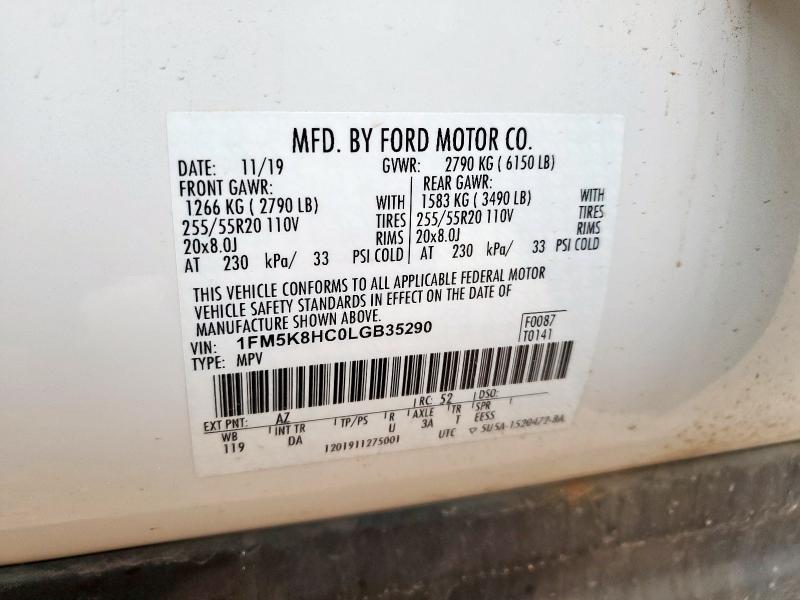 MFD. BY FORD MOTOR CO.
DATE: 11/19 GVWR: 2790 KG ( 6150 LB)
FRONT GAWR: REAR GAWR:
1266 KG ( 2790 LB) WITH 1583 KG ( 3490 LB) WITH
255/55R20 110V TIRES 255/55R20 110V TIRES
20x8.0J RIMS 20x8.0J RIMS
AT 230 kPa/ 33 PSI COLD AT 230 kPa/ 33 PSI COLD
THIS VEHICLE CONFORMS TO ALL APPLICABLE FEDERAL MOTOR
VEHICLE SAFETY STANDARDS IN EFFECT ON THE DATE OF
MANUFACTURE SHOWN ABOVE.
VIN: 1FM5K8HC0LGB35290 F0087
TYPE: MPV T0141
EXT PNT: AZ RC: 52 DSO:
WB INT TR TP/PS R AXLE TR SPR
119 DA U 3A T EESS
1201911275001 UTC ▽ 5U5A-1520472-BA